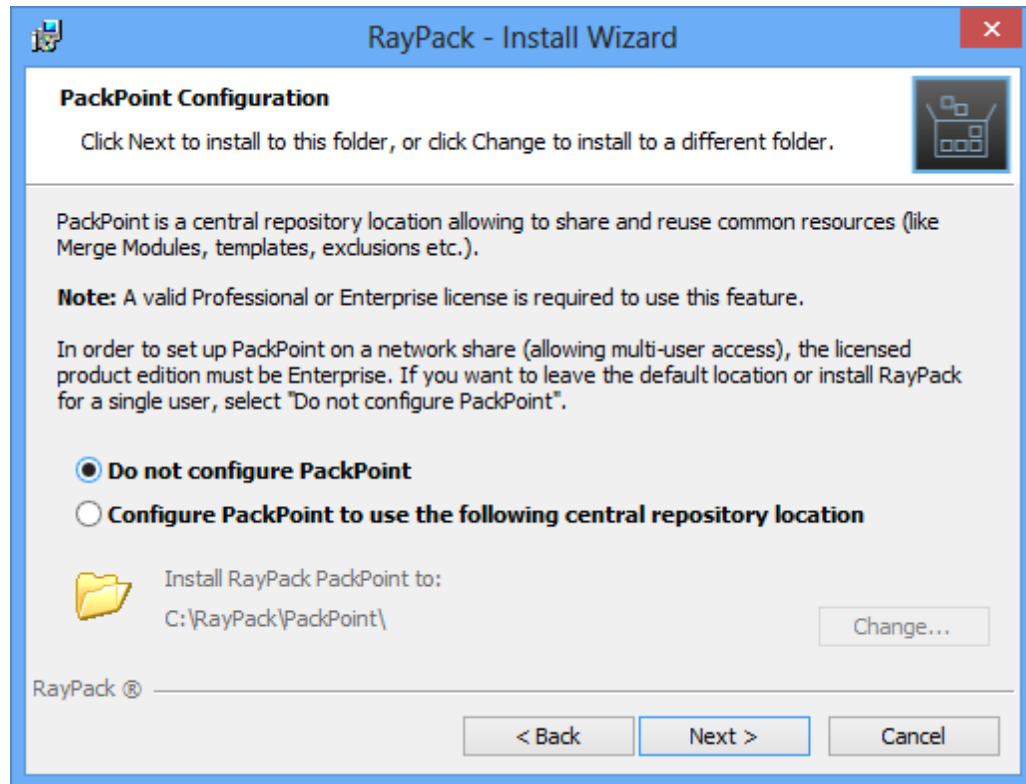 RayPack - Install Wizard
PackPoint Configuration
Click Next to install to this folder, or click Change to install to a different folder.
PackPoint is a central repository location allowing to share and reuse common resources (like
Merge Modules, templates, exclusions etc.).
Note: A valid Professional or Enterprise license is required to use this feature.
In order to set up PackPoint on a network share (allowing multi-user access), the licensed
product edition must be Enterprise. If you want to leave the default location or install RayPack
for a single user, select "Do not configure PackPoint".
Do not configure PackPoint
Configure PackPoint to use the following central repository location
Install RayPack PackPoint to:
C:\RayPack\PackPoint\
Change...
RayPack ®
< Back
Next >
Cancel